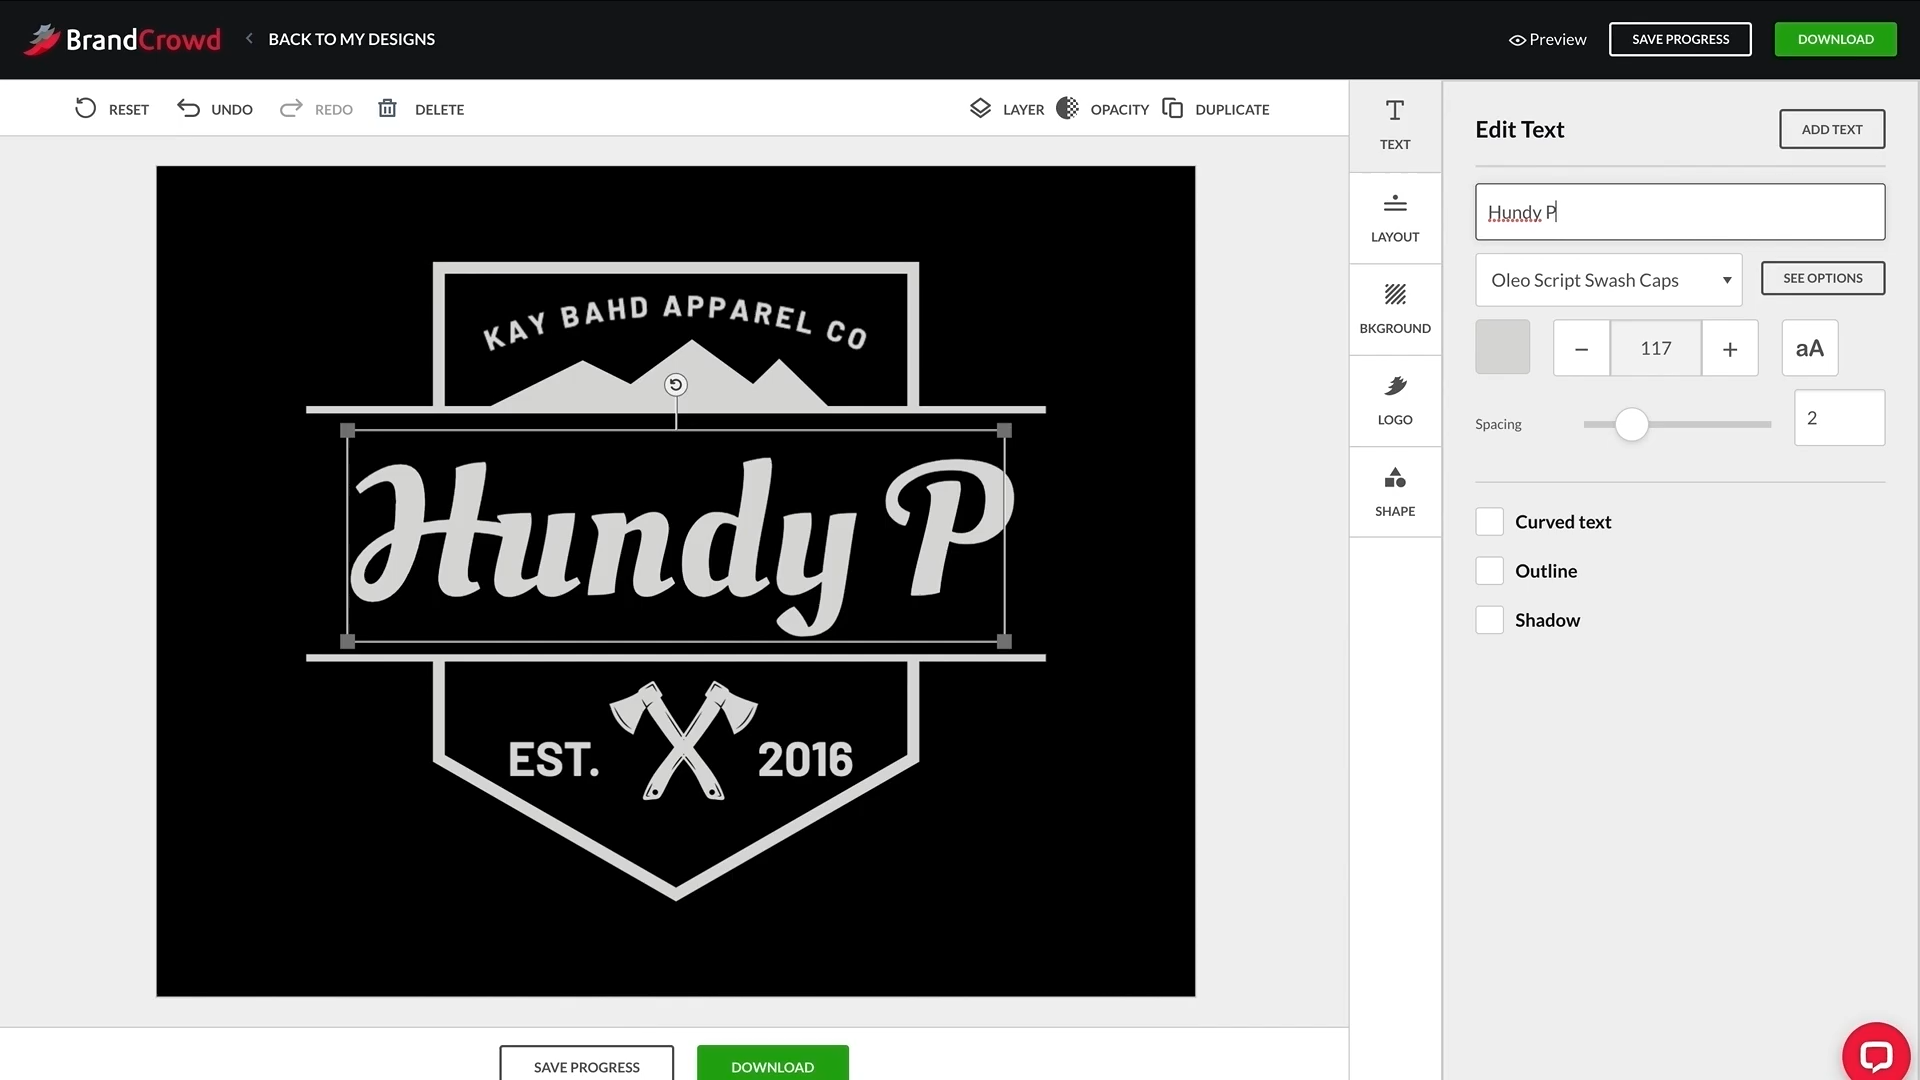 BrandCrowd
BACK TO MY DESIGNS
Preview
SAVE PROGRESS
DOWNLOAD
RESET
UNDO
REDO
DELETE
LAYER
OPACITY
DUPLICATE
TEXT
LAYOUT
BKGROUND
LOGO
SHAPE
Edit Text
ADD TEXT
Hundy P
Oleo Script Swash Caps
SEE OPTIONS
− 117 +
aA
Spacing
2
Curved text
Outline
Shadow
KAY BAHD APPAREL CO
Hundy P
EST. 2016
SAVE PROGRESS
DOWNLOAD